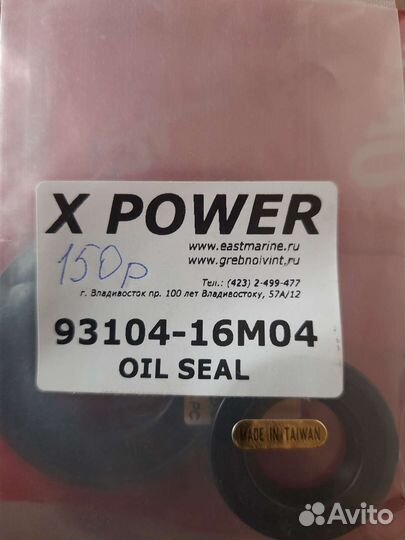 X POWER
150р
www.eastmarine.ru
www.grebnoivint.ru
Тел.: (423) 2-499-477
г. Владивосток пр. 100 лет Владивостоку, 57А/12
93104-16M04
OIL SEAL
MADE IN TAIWAN
Avito